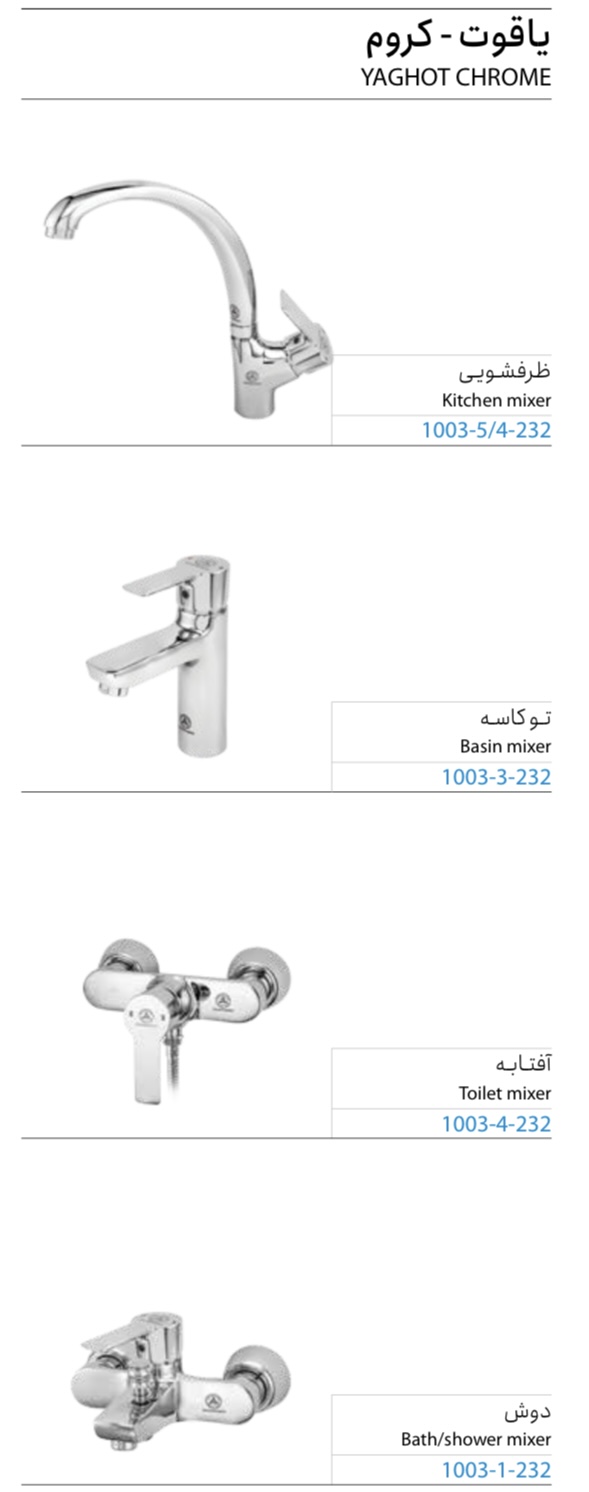 یاقوت - کروم
YAGHOT CHROME
ظرفشویی
Kitchen mixer
1003-5/4-232
توکاسه
Basin mixer
1003-3-232
آفتابه
Toilet mixer
1003-4-232
دوش
Bath/shower mixer
1003-1-232